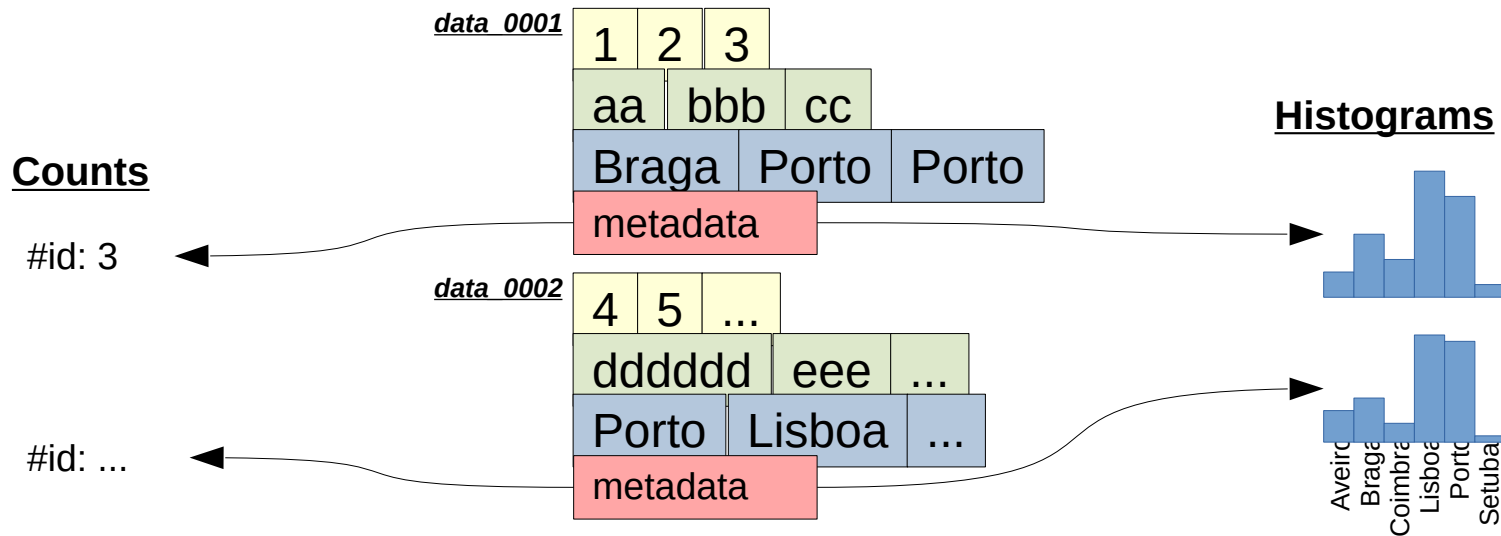 data_0001
1 2 3
aa bbb cc
Braga Porto Porto
metadata
Counts
#id: 3
Histograms
data_0002
4 5 ...
dddddd eee ...
Porto Lisboa ...
metadata
#id: ...
Aveiro
Braga
Coimbra
Lisboa
Porto
Setuba